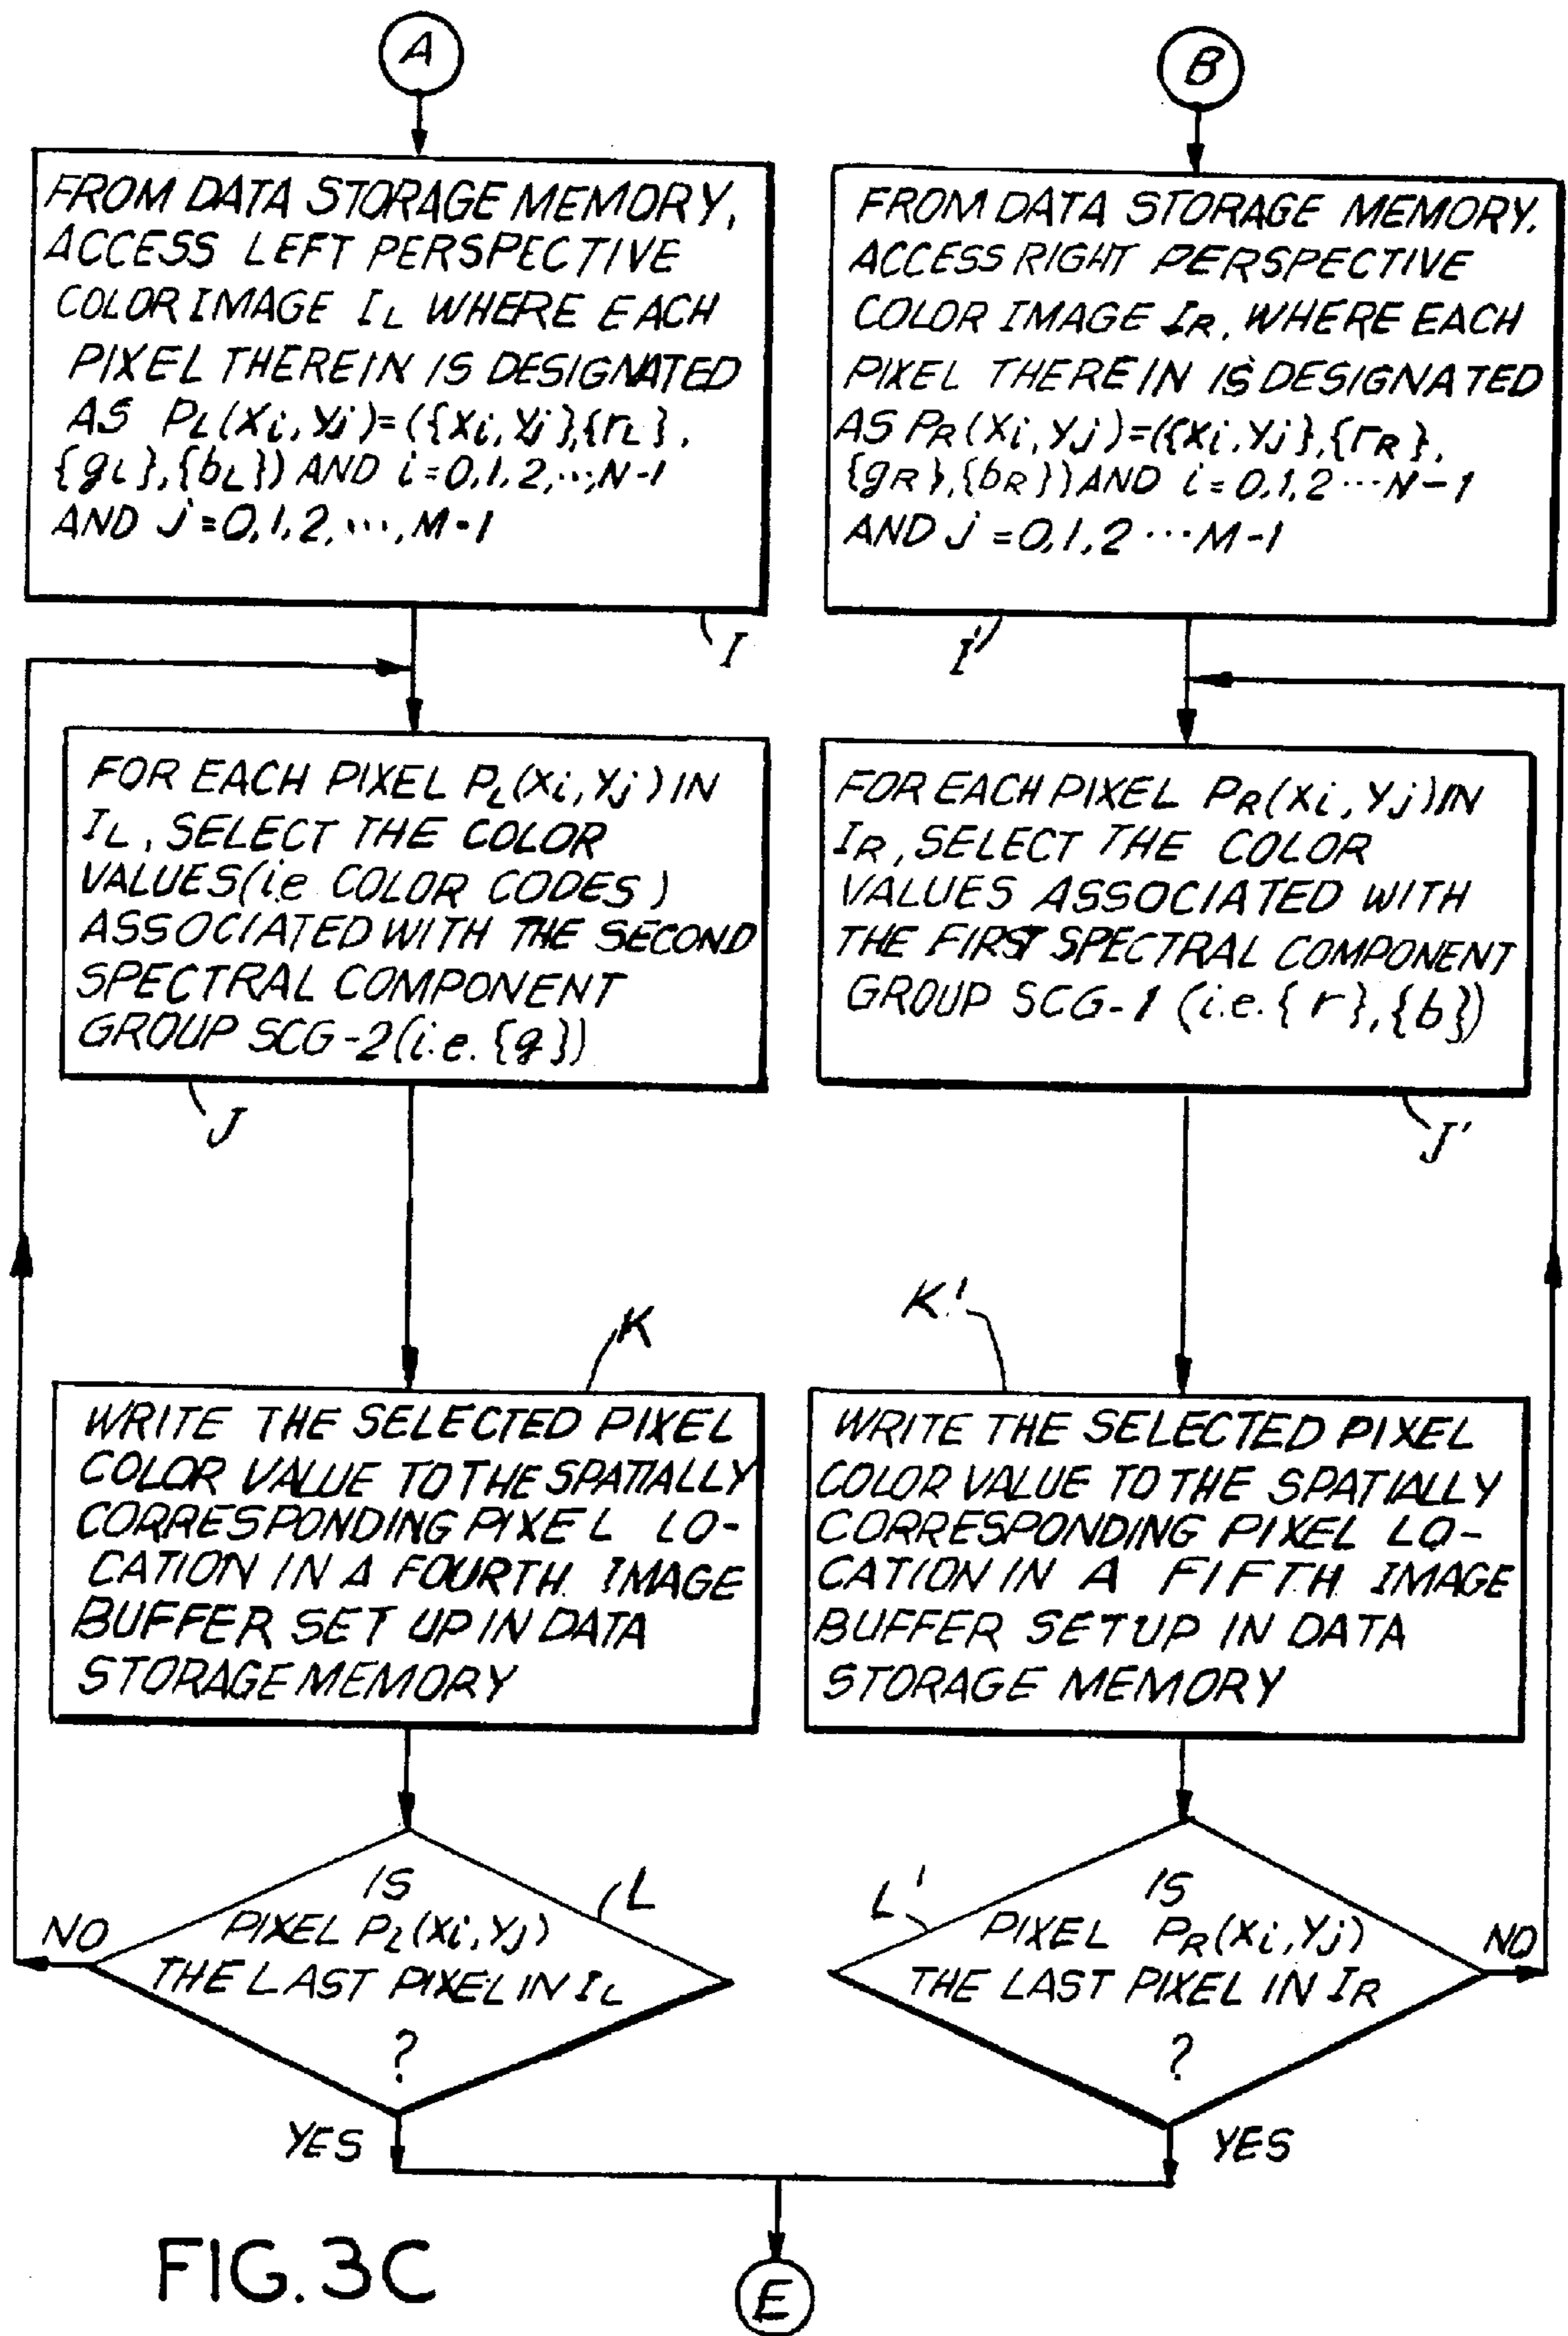 A
FROM DATA STORAGE MEMORY,
ACCESS LEFT PERSPECTIVE
COLOR IMAGE IL WHERE EACH
PIXEL THEREIN IS DESIGNATED
AS PL(Xi, Yj)=({Xi, Yj},{rL},
{gL},{bL}) AND i=0,1,2,...,N-1
AND j=0,1,2,...,M-1
I
FOR EACH PIXEL PL(Xi, Yj) IN
IL, SELECT THE COLOR
VALUES (i.e COLOR CODES)
ASSOCIATED WITH THE SECOND
SPECTRAL COMPONENT
GROUP SCG-2 (i.e. {g})
J
K
WRITE THE SELECTED PIXEL
COLOR VALUE TO THE SPATIALLY
CORRESPONDING PIXEL LO-
CATION IN A FOURTH IMAGE
BUFFER SET UP IN DATA
STORAGE MEMORY
L
IS
PIXEL PL(Xi, Yj)
THE LAST PIXEL IN IL
?
NO
YES
B
FROM DATA STORAGE MEMORY.
ACCESS RIGHT PERSPECTIVE
COLOR IMAGE IR, WHERE EACH
PIXEL THEREIN IS DESIGNATED
AS PR(Xi, Yj)=({Xi, Yj},{rR},
{gR},{bR}) AND i=0,1,2...N-1
AND j=0,1,2...M-1
I'
FOR EACH PIXEL PR(Xi, Yj) IN
IR, SELECT THE COLOR
VALUES ASSOCIATED WITH
THE FIRST SPECTRAL COMPONENT
GROUP SCG-1 (i.e. {r}, {b})
J'
K'
WRITE THE SELECTED PIXEL
COLOR VALUE TO THE SPATIALLY
CORRESPONDING PIXEL LO-
CATION IN A FIFTH IMAGE
BUFFER SET UP IN DATA
STORAGE MEMORY
L'
IS
PIXEL PR(Xi, Yj)
THE LAST PIXEL IN IR
?
NO
YES
E
FIG. 3C